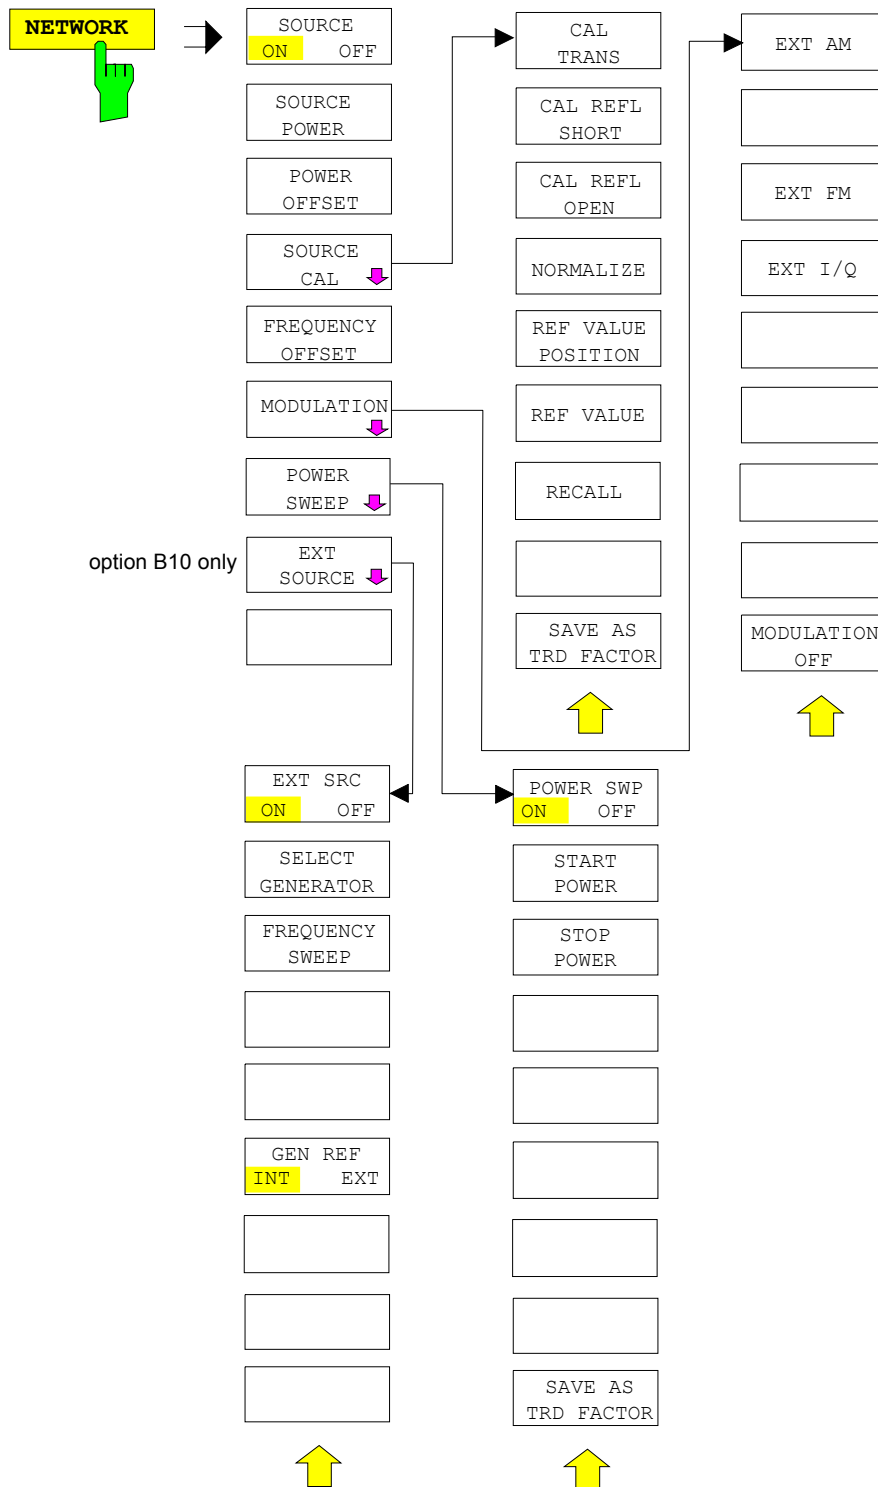 NETWORK
SOURCE
ON OFF
SOURCE
POWER
POWER
OFFSET
SOURCE
CAL
FREQUENCY
OFFSET
MODULATION
POWER
SWEEP
option B10 only
EXT
SOURCE
CAL
TRANS
CAL REFL
SHORT
CAL REFL
OPEN
NORMALIZE
REF VALUE
POSITION
REF VALUE
RECALL
SAVE AS
TRD FACTOR
EXT AM
EXT FM
EXT I/Q
MODULATION
OFF
EXT SRC
ON OFF
SELECT
GENERATOR
FREQUENCY
SWEEP
GEN REF
INT EXT
POWER SWP
ON OFF
START
POWER
STOP
POWER
SAVE AS
TRD FACTOR